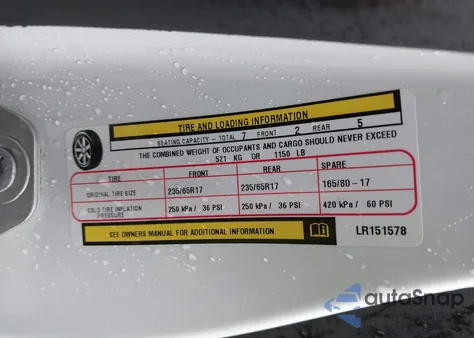 TIRE AND LOADING INFORMATION
SEATING CAPACITY - TOTAL 7 FRONT 2 REAR 5
THE COMBINED WEIGHT OF OCCUPANTS AND CARGO SHOULD NEVER EXCEED
521 KG OR 1150 LB
TIRE FRONT REAR SPARE
ORIGINAL TIRE SIZE 235/65R17 235/65R17 165/80-17
COLD TIRE INFLATION PRESSURE 250 kPa / 36 PSI 250 kPa / 36 PSI 420 kPa / 60 PSI
SEE OWNERS MANUAL FOR ADDITIONAL INFORMATION LR151578
autoSnap